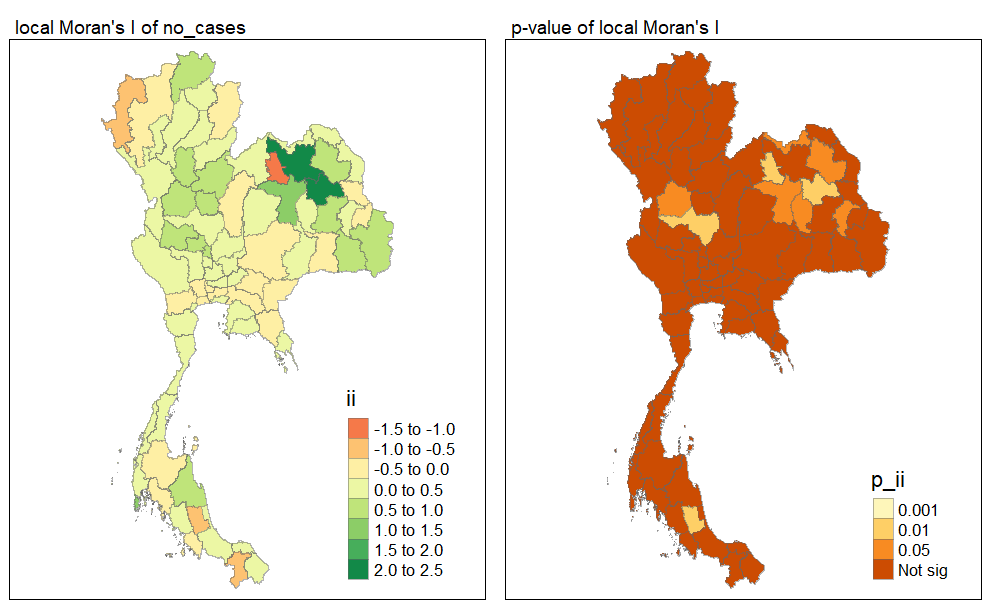 local Moran's I of no_cases
ii
-1.5 to -1.0
-1.0 to -0.5
-0.5 to 0.0
0.0 to 0.5
0.5 to 1.0
1.0 to 1.5
1.5 to 2.0
2.0 to 2.5
p-value of local Moran's I
p_ii
0.001
0.01
0.05
Not sig